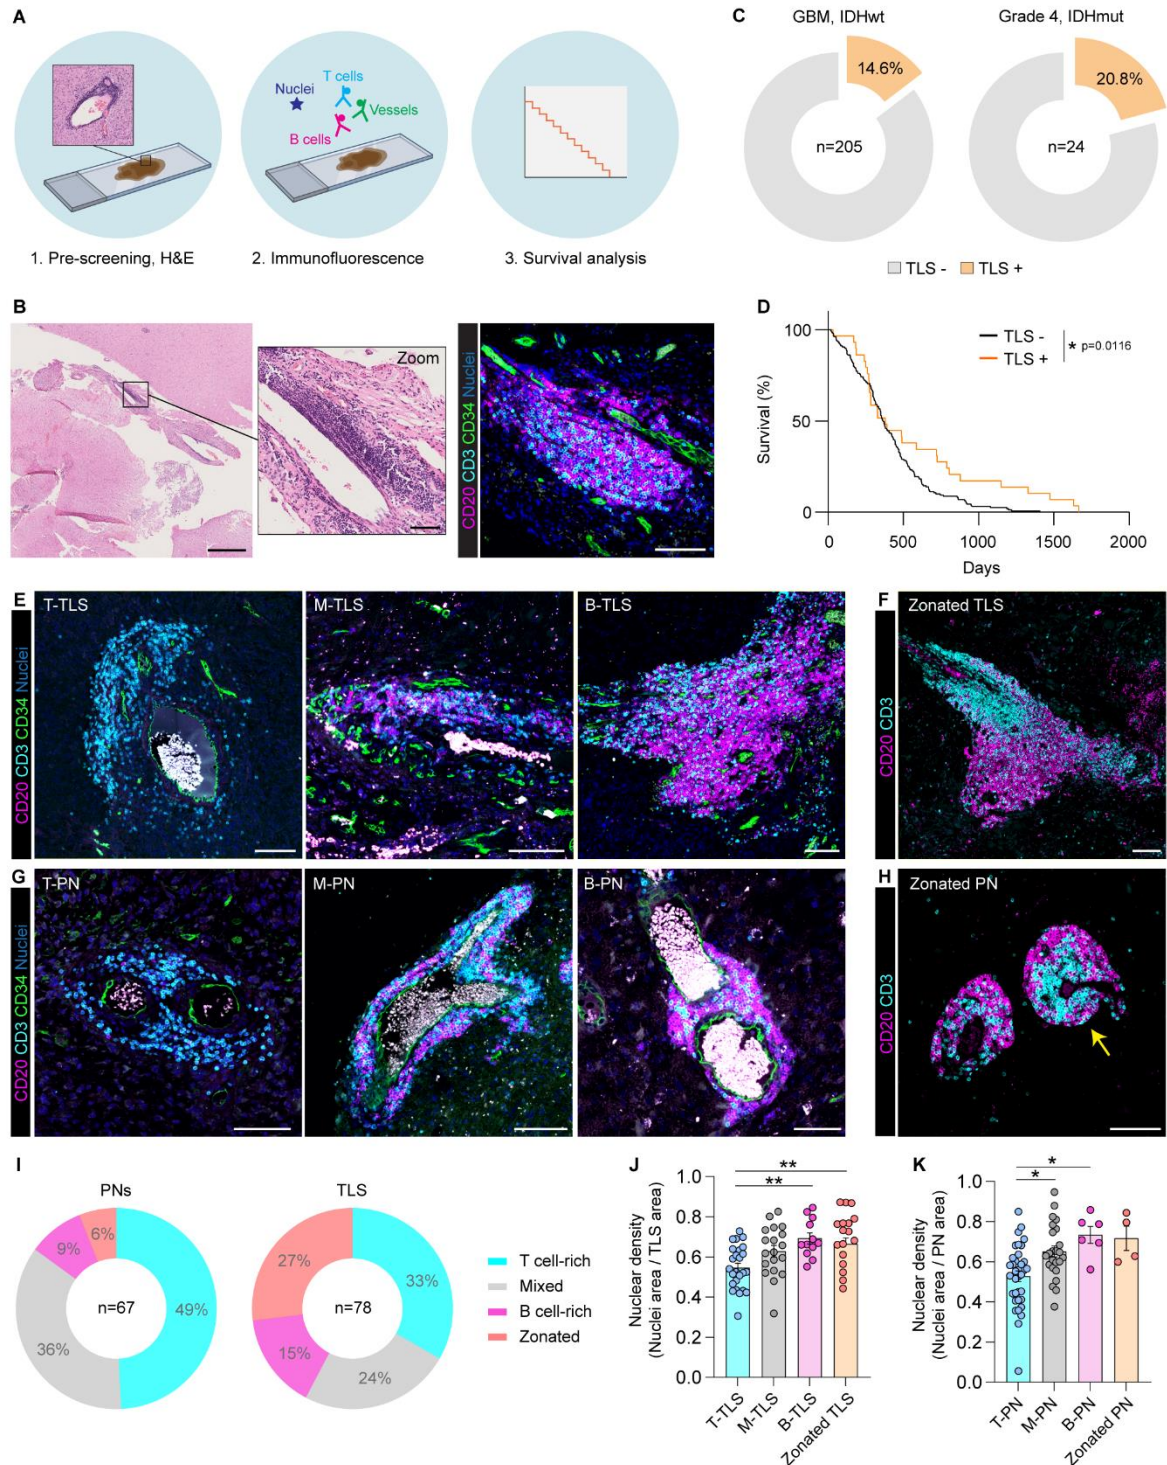 A
Nuclei
T cells
Vessels
B cells
1. Pre-screening, H&E
2. Immunofluorescence
3. Survival analysis
C
GBM, IDHwt
Grade 4, IDHmut
14.6%
20.8%
n=205
n=24
TLS -
TLS +
B
Zoom
CD20 CD3 CD34 Nuclei
D
Survival (%)
100
50
0
0
500
1000
1500
2000
Days
TLS -
TLS +
* p=0.0116
E
CD20 CD3 CD34 Nuclei
T-TLS
M-TLS
B-TLS
F
CD20 CD3
Zonated TLS
G
CD20 CD3 CD34 Nuclei
T-PN
M-PN
B-PN
H
CD20 CD3
Zonated PN
I
PNs
TLS
6%
9%
36%
49%
n=67
27%
33%
15%
24%
n=78
T cell-rich
Mixed
B cell-rich
Zonated
J
Nuclear density
(Nuclei area / TLS area)
1.0
0.8
0.6
0.4
0.2
0.0
**
**
T-TLS
M-TLS
B-TLS
Zonated TLS
K
Nuclear density
(Nuclei area / PN area)
1.0
0.8
0.6
0.4
0.2
0.0
*
*
T-PN
M-PN
B-PN
Zonated PN